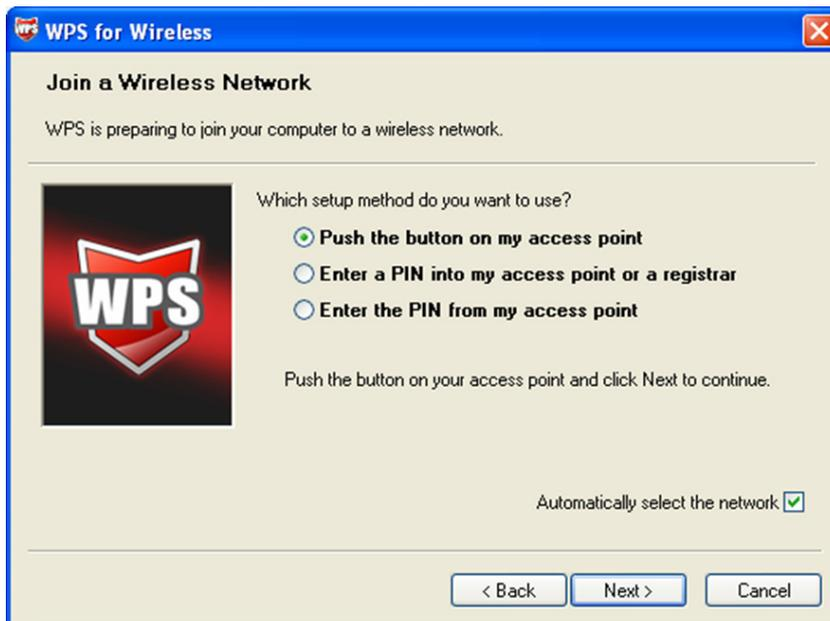 WPS WPS for Wireless
Join a Wireless Network
WPS is preparing to join your computer to a wireless network.
Which setup method do you want to use?
Push the button on my access point
Enter a PIN into my access point or a registrar
Enter the PIN from my access point
WPS
Push the button on your access point and click Next to continue.
Automatically select the network
< Back Next > Cancel